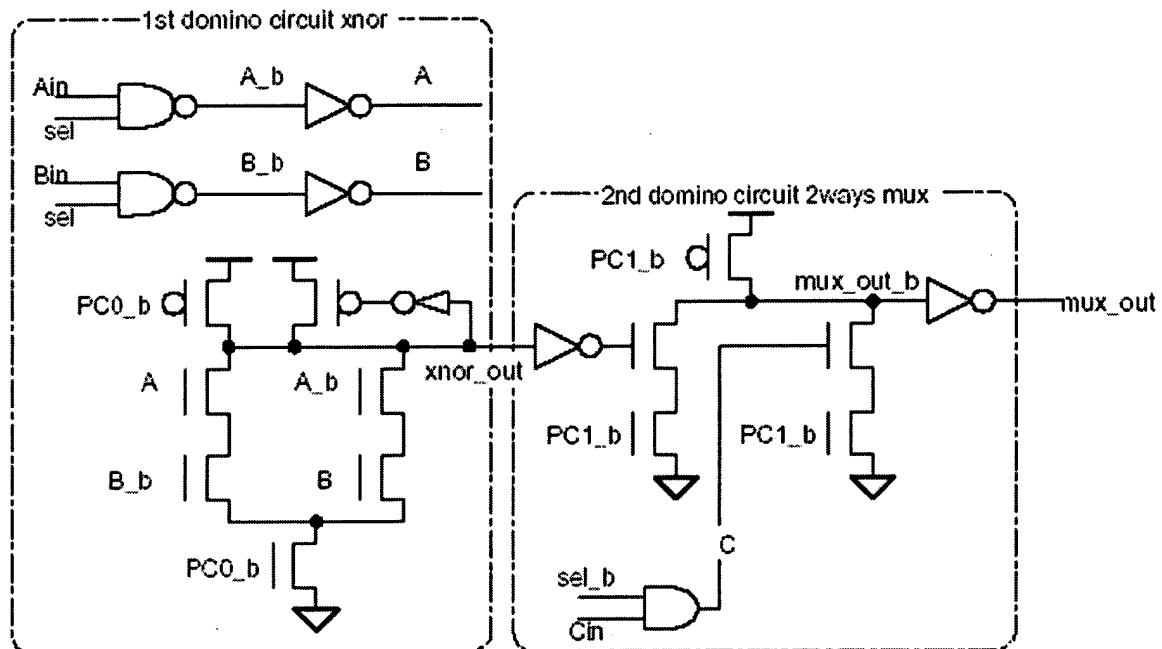 1st domino circuit xnor
Ain
sel
A_b
A
Bin
sel
B_b
B
PC0_b
A
A_b
xnor_out
B_b
B
PC0_b
2nd domino circuit 2ways mux
PC1_b
mux_out_b
mux_out
PC1_b
PC1_b
C
sel_b
Cin